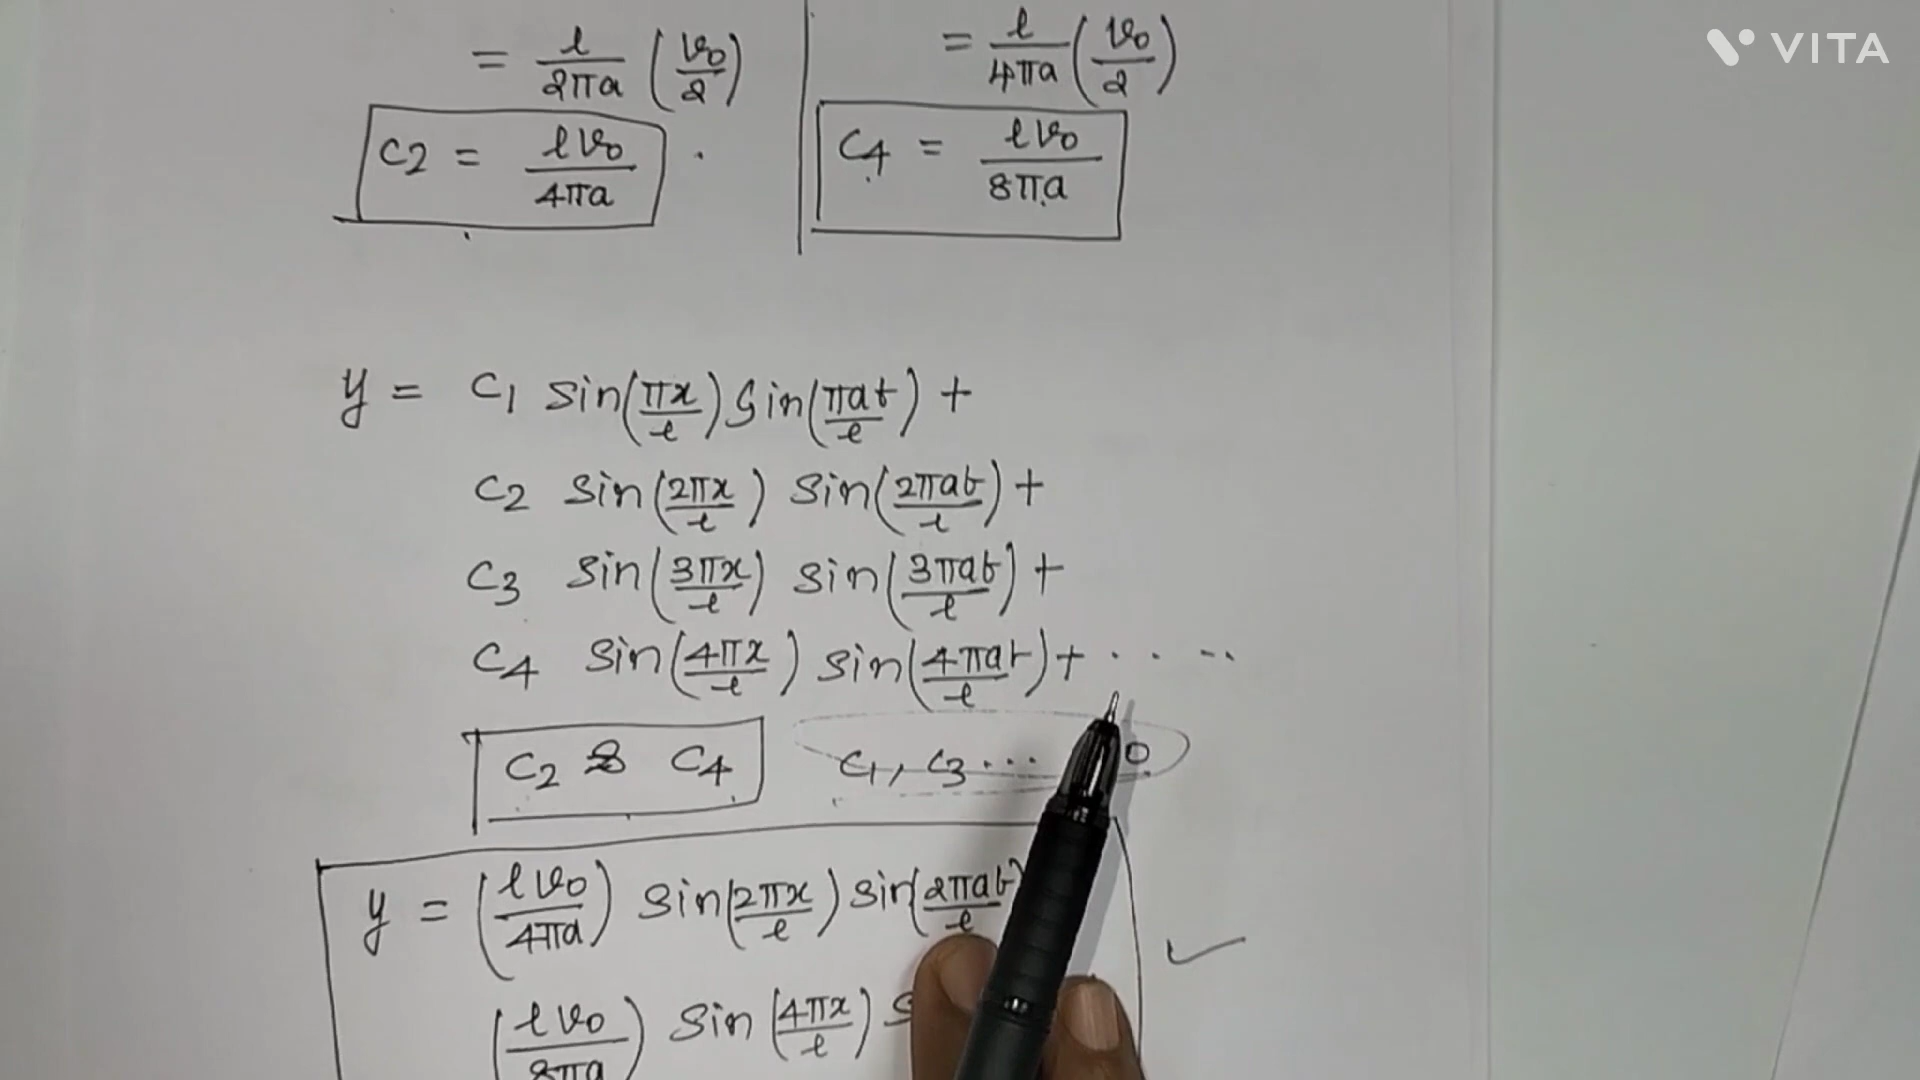 = l/2πa (v0/2)
C2 = lv0/4πa
= l/4πa (v0/2)
C4 = lv0/8πa
VITA
y = C1 sin(πx/l) sin(πat/l) +
C2 sin(2πx/l) sin(2πat/l) +
C3 sin(3πx/l) sin(3πat/l) +
C4 sin(4πx/l) sin(4πat/l) + ....
C2 & C4
C1, C3 ... 0
y = (lv0/4πa) sin(2πx/l) sin(2πat/l)
(lv0/8πa) sin(4πx/l) s